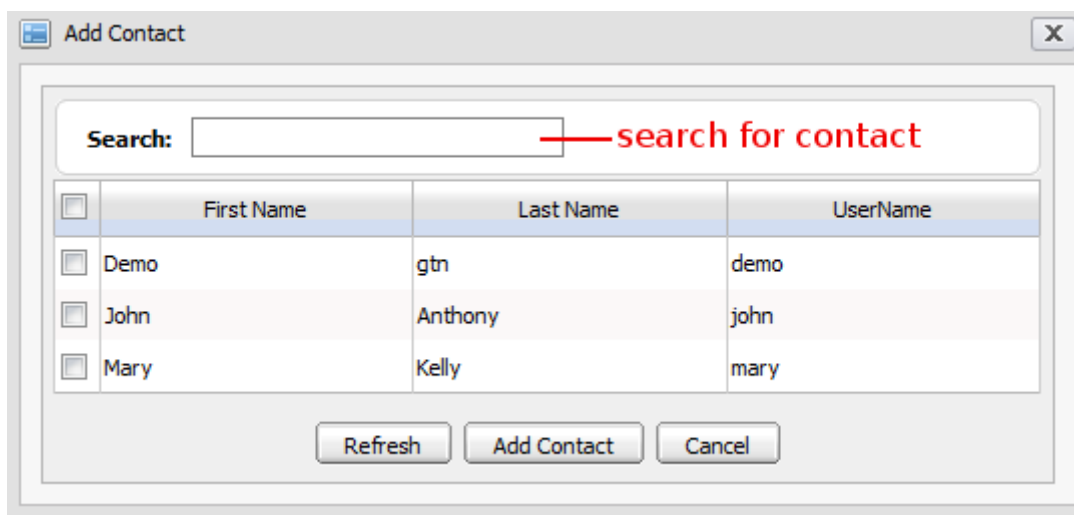 Add Contact
Search: search for contact
First Name Last Name UserName
Demo gtn demo
John Anthony john
Mary Kelly mary
Refresh Add Contact Cancel